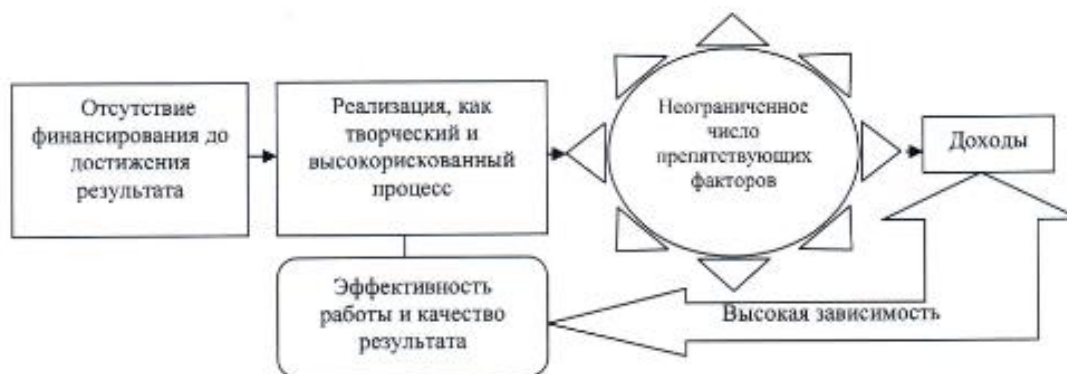 Отсутствие
финансирования до
достижения
результата
Реализация, как
творческий и
высокорискованный
процесс
Неограниченное
число
препятствующих
факторов
Доходы
Эффективность
работы и качество
результата
Высокая зависимость